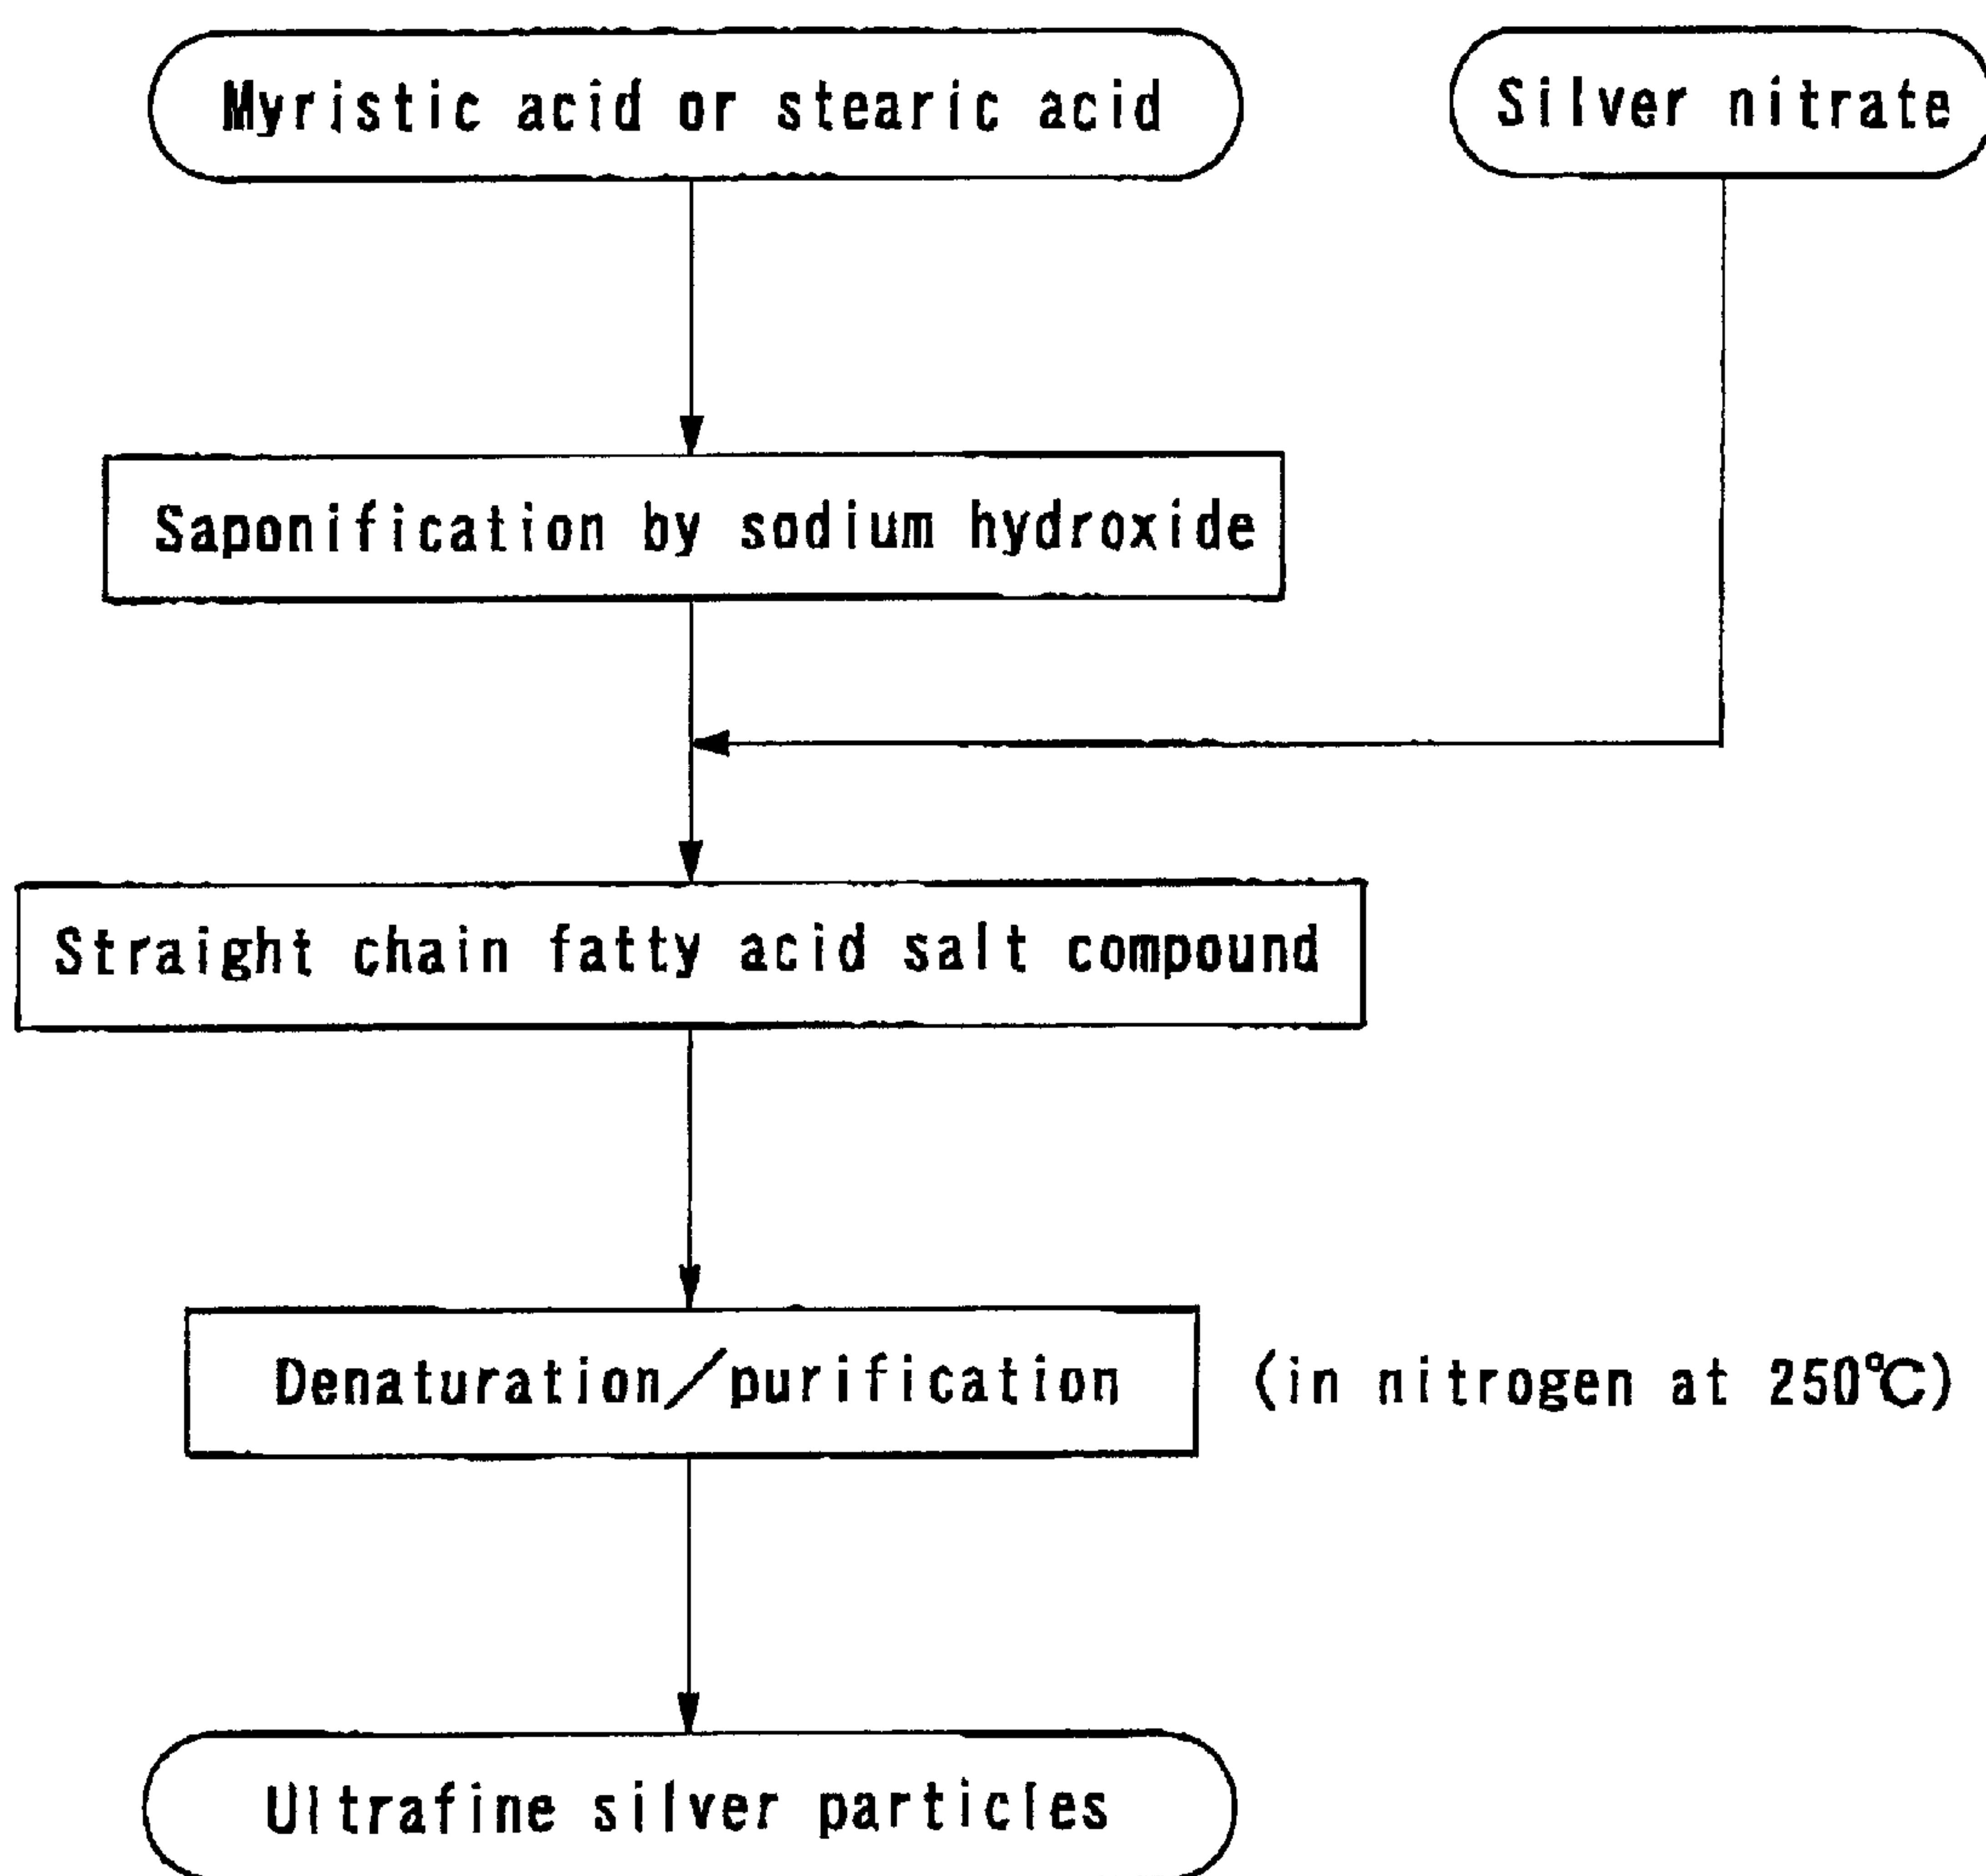 Myristic acid or stearic acid
Silver nitrate
Saponification by sodium hydroxide
Straight chain fatty acid salt compound
Denaturation/purification
(in nitrogen at 250℃)
Ultrafine silver particles